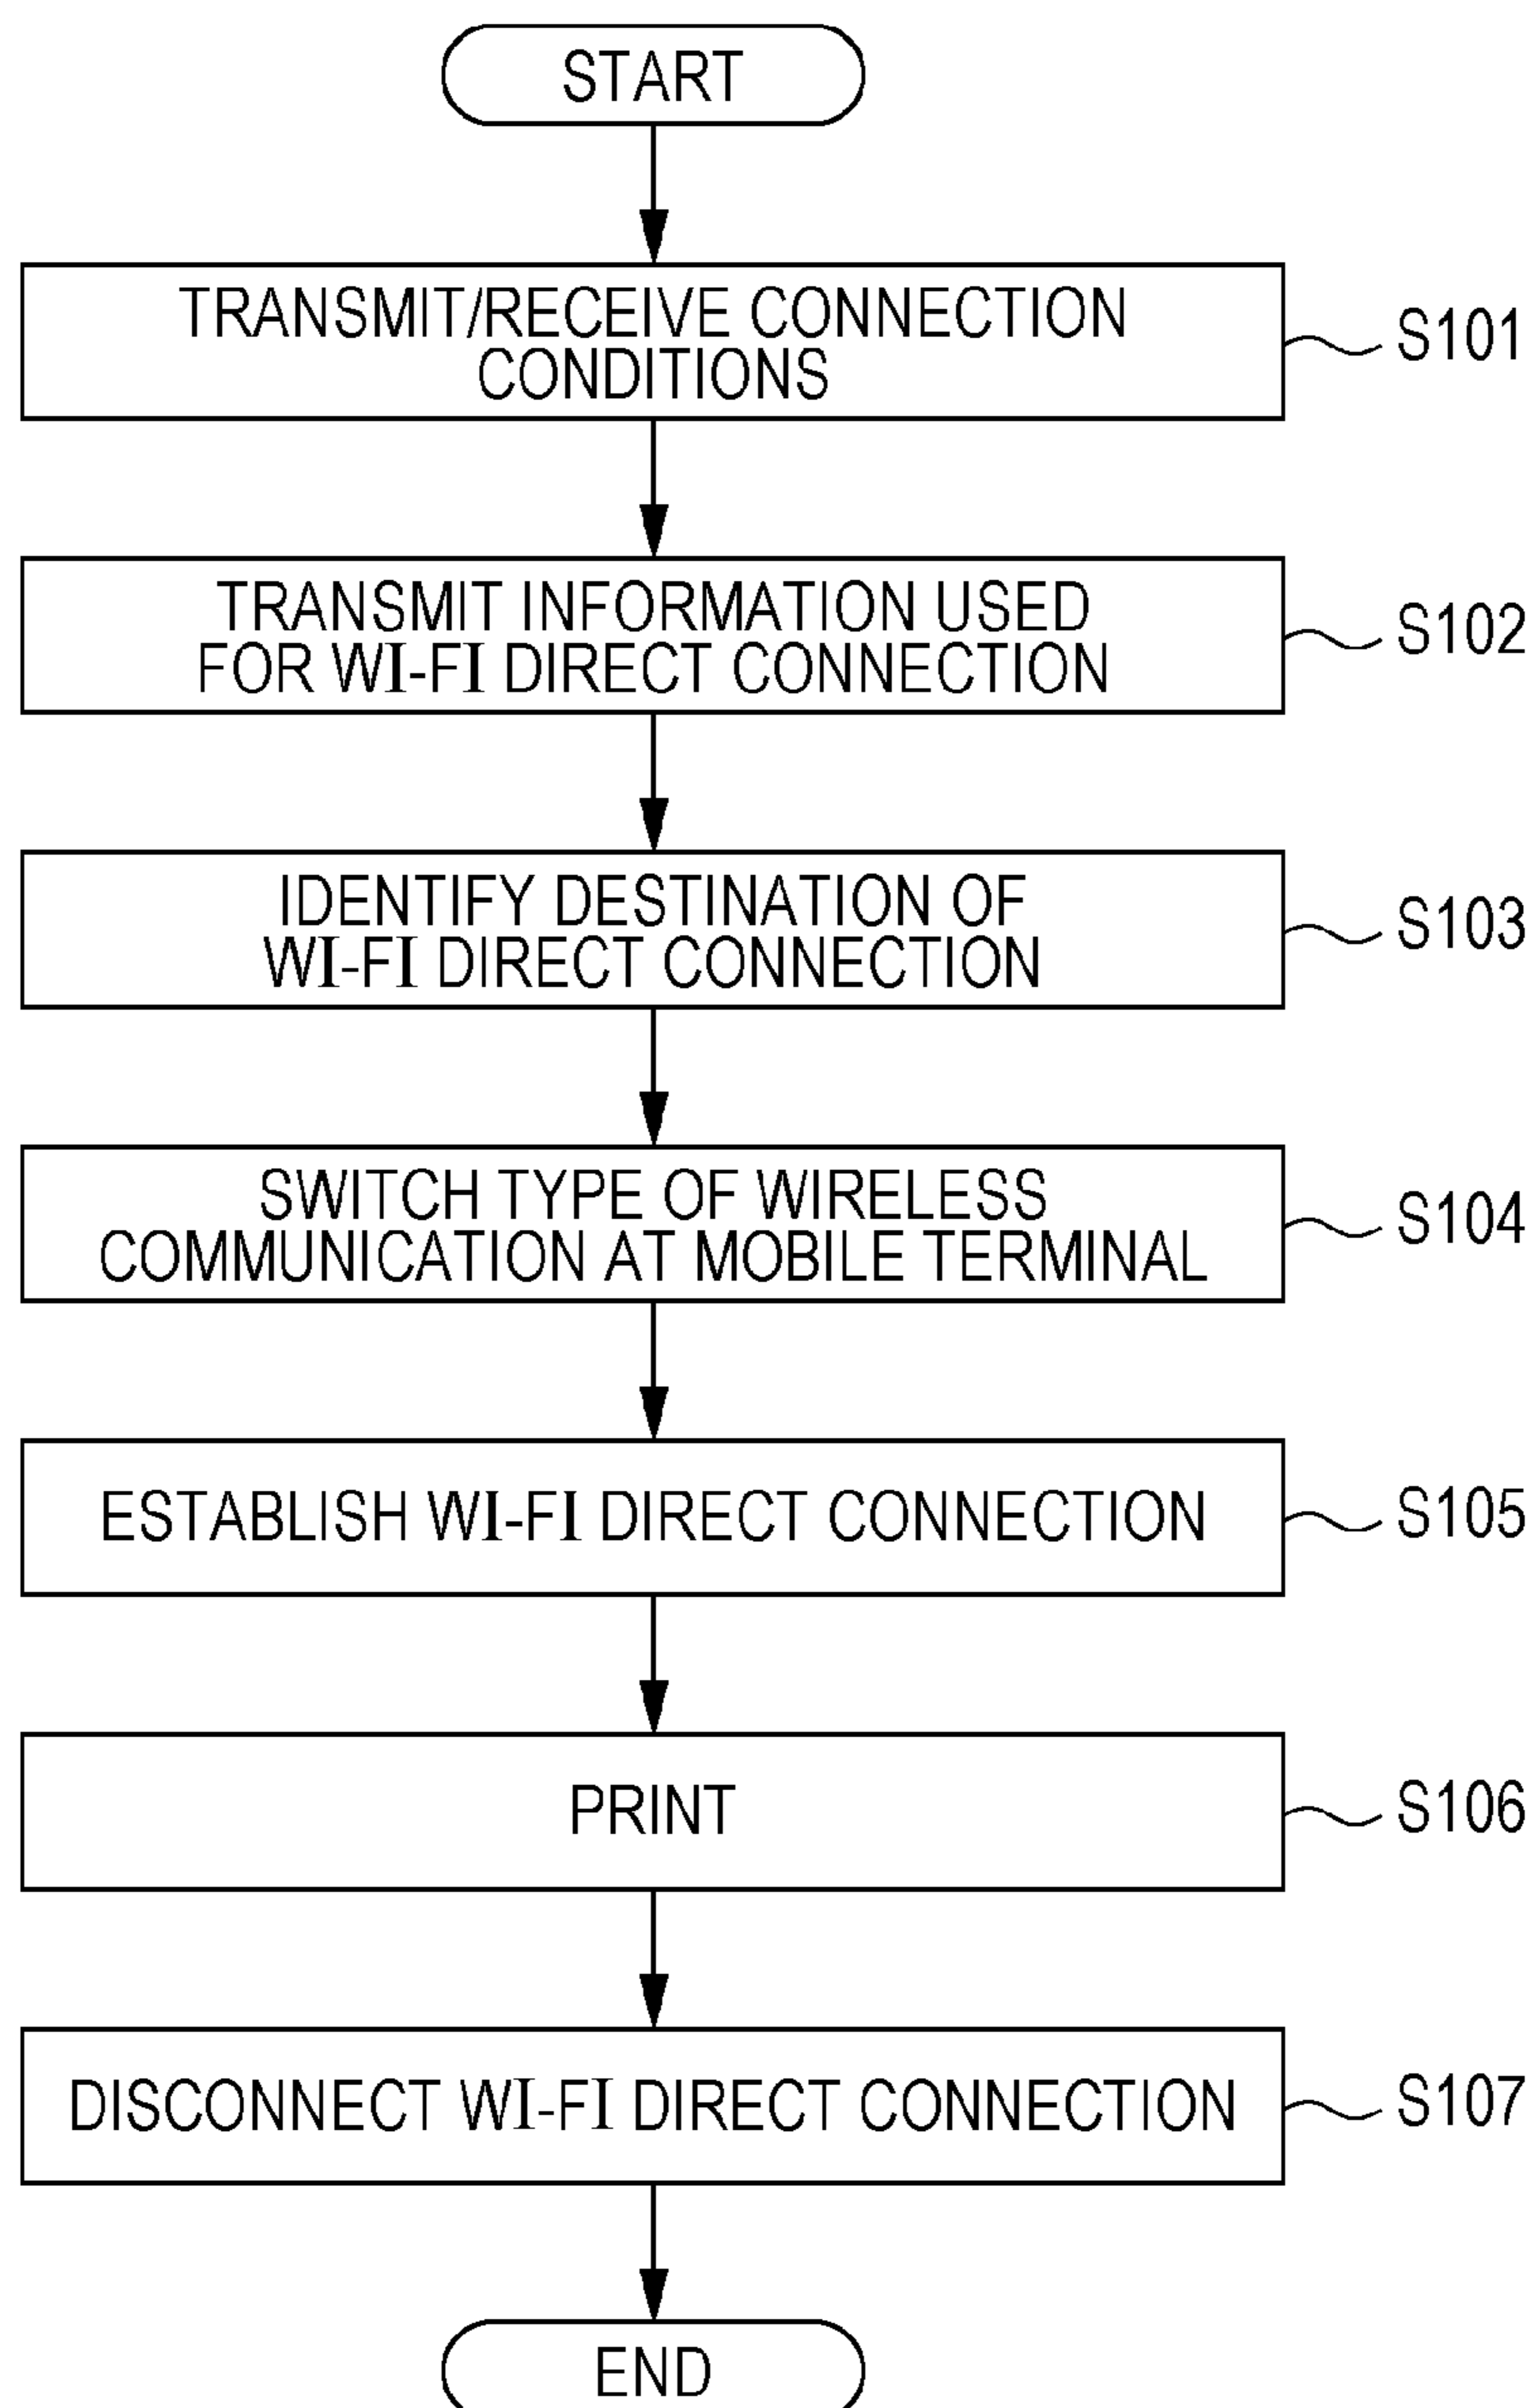 START
TRANSMIT/RECEIVE CONNECTION
CONDITIONS
S101
TRANSMIT INFORMATION USED
FOR WI-FI DIRECT CONNECTION
S102
IDENTIFY DESTINATION OF
WI-FI DIRECT CONNECTION
S103
SWITCH TYPE OF WIRELESS
COMMUNICATION AT MOBILE TERMINAL
S104
ESTABLISH WI-FI DIRECT CONNECTION
S105
PRINT
S106
DISCONNECT WI-FI DIRECT CONNECTION
S107
END